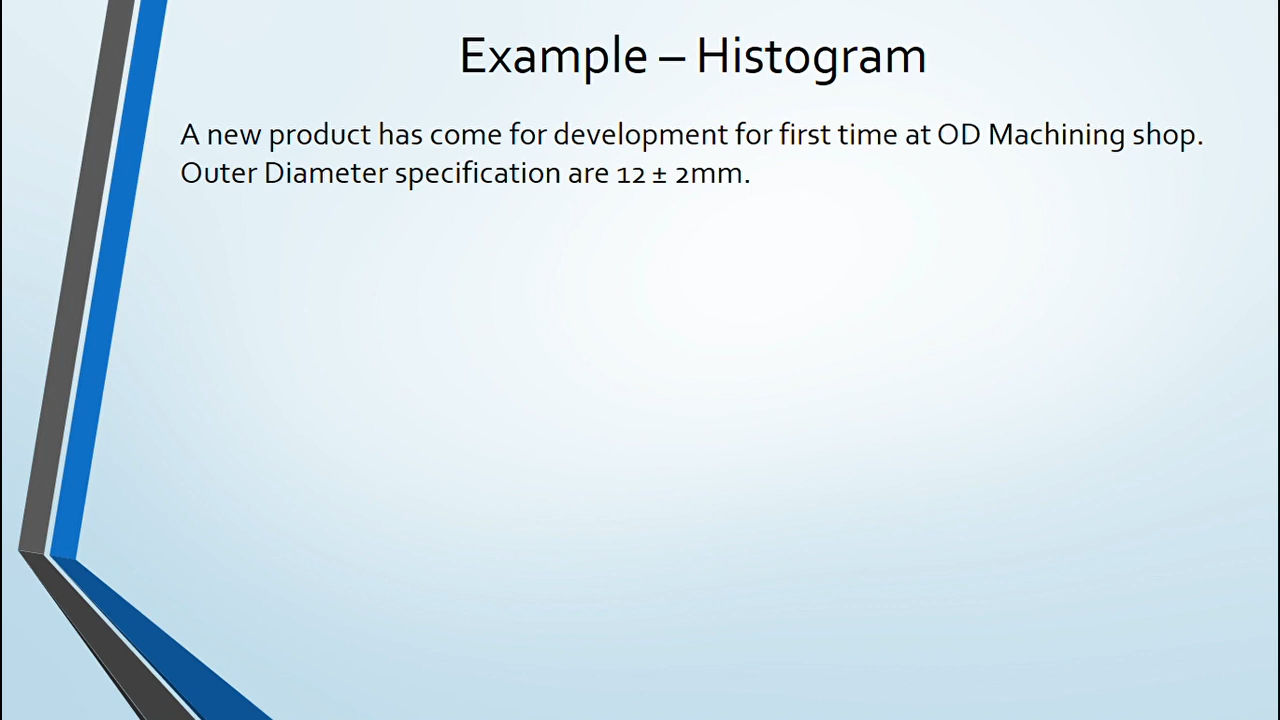 Example – Histogram
A new product has come for development for first time at OD Machining shop.
Outer Diameter specification are 12 ± 2mm.